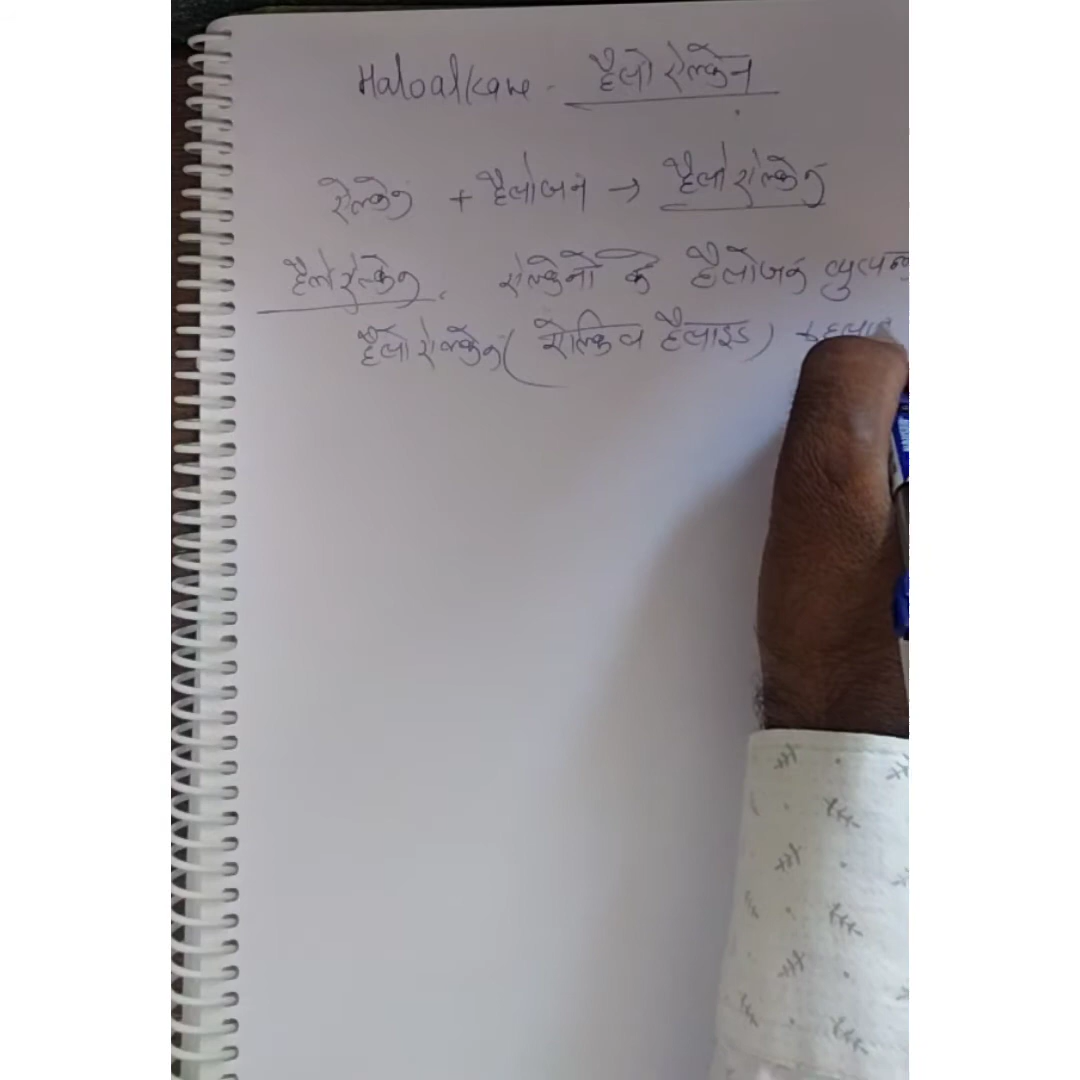 Haloalkane - हैलो ऐल्केन
ऐल्केन + हैलोजन → हैलो ऐल्केन
हैलो ऐल्केन. ऐल्केनों के हैलोजन व्युत्पन्न
हैलो ऐल्केन (ऐल्किल हैलाइड)